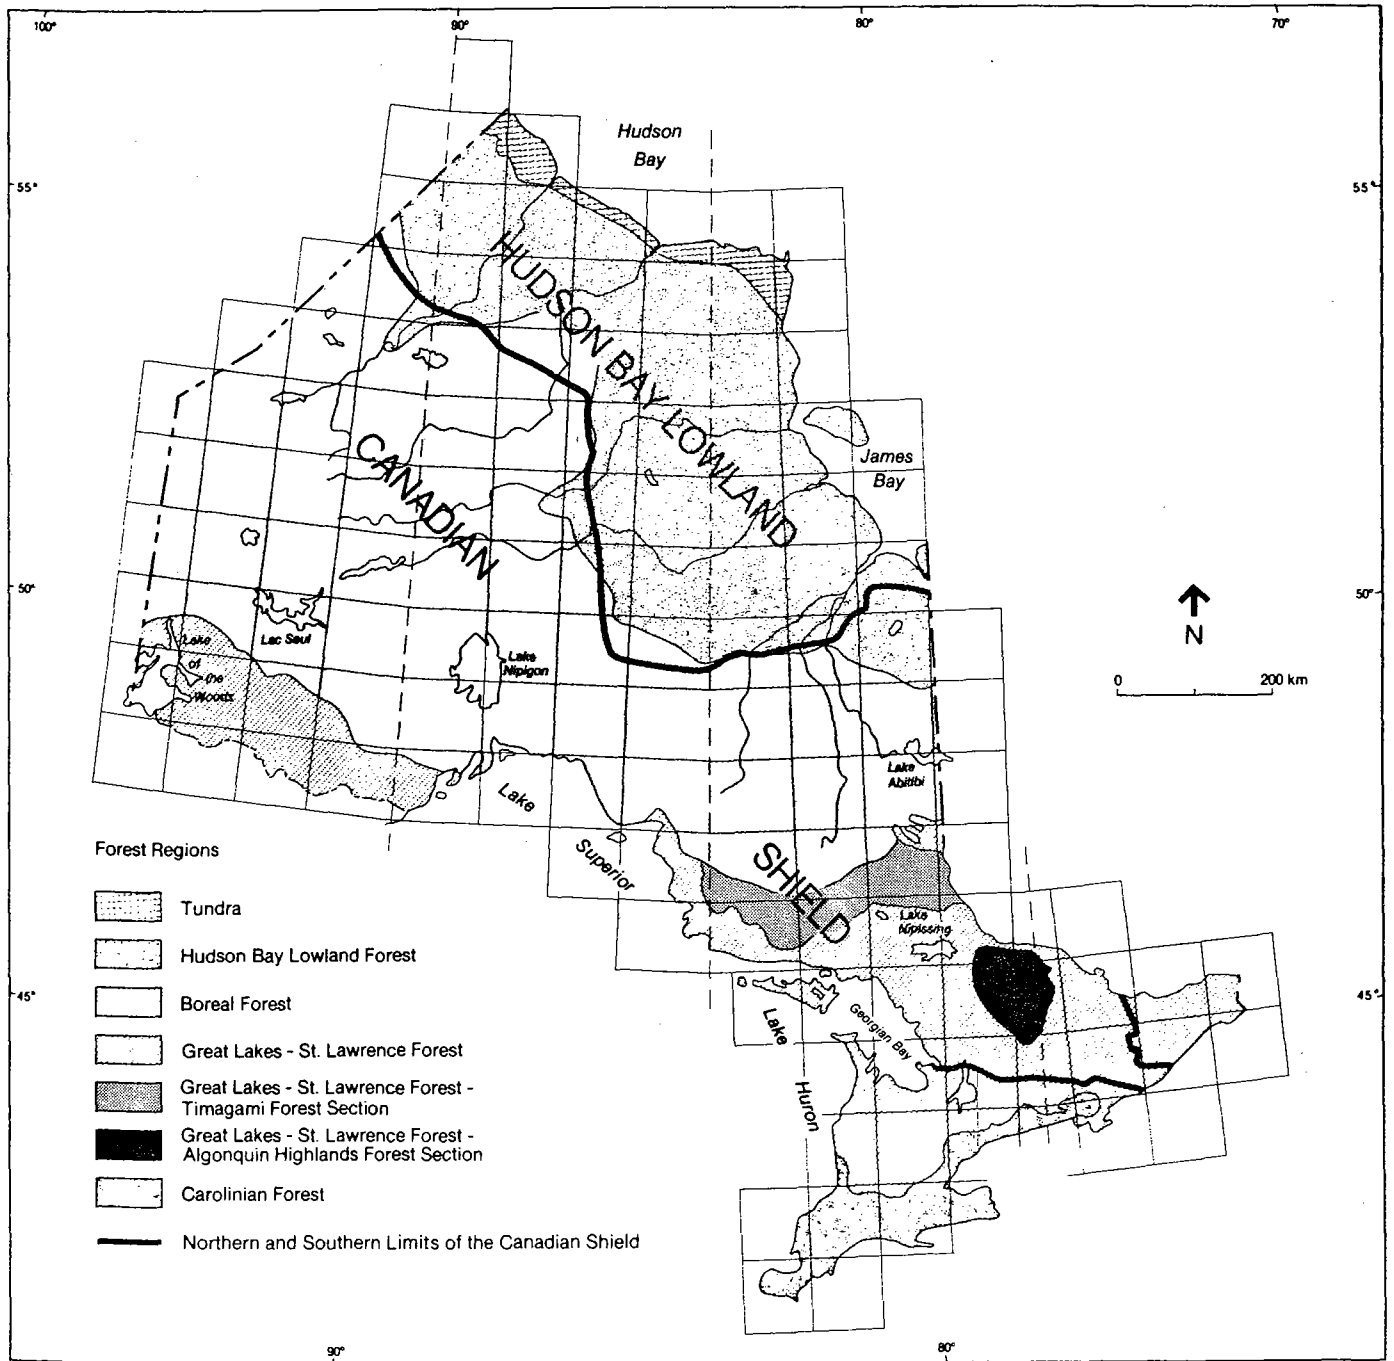 100°
90°
80°
70°
Hudson
Bay
55°
55°
HUDSON BAY LOWLAND
CANADIAN
James
Bay
50°
50°
N
Lac Seul
Lake
of
the
Woods
Lake
Nipigon
0 200 km
Lake
Abitibi
Lake
Superior
SHIELD
Lake
Nipissing
45°
45°
Georgian Bay
Lake
Huron
Forest Regions
Tundra
Hudson Bay Lowland Forest
Boreal Forest
Great Lakes - St. Lawrence Forest
Great Lakes - St. Lawrence Forest -
Timagami Forest Section
Great Lakes - St. Lawrence Forest -
Algonquin Highlands Forest Section
Carolinian Forest
Northern and Southern Limits of the Canadian Shield
90°
80°